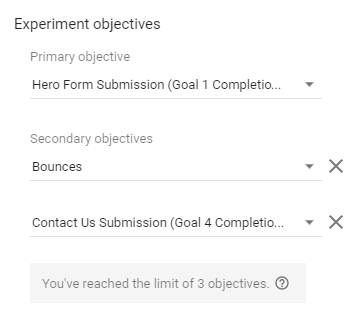 Experiment objectives
Primary objective
Hero Form Submission (Goal 1 Completio...
Secondary objectives
Bounces
Contact Us Submission (Goal 4 Completio...
You've reached the limit of 3 objectives.